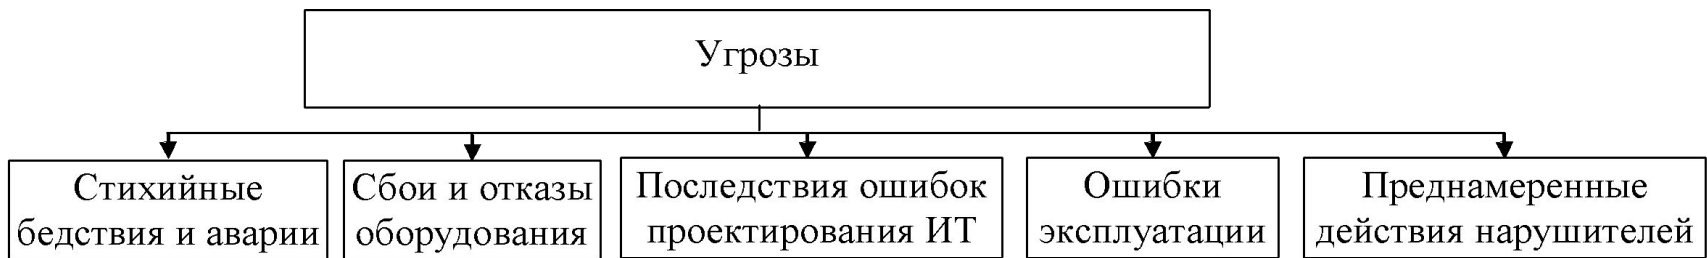 Угрозы
Стихийные
бедствия и аварии
Сбои и отказы
оборудования
Последствия ошибок
проектирования ИТ
Ошибки
эксплуатации
Преднамеренные
действия нарушителей